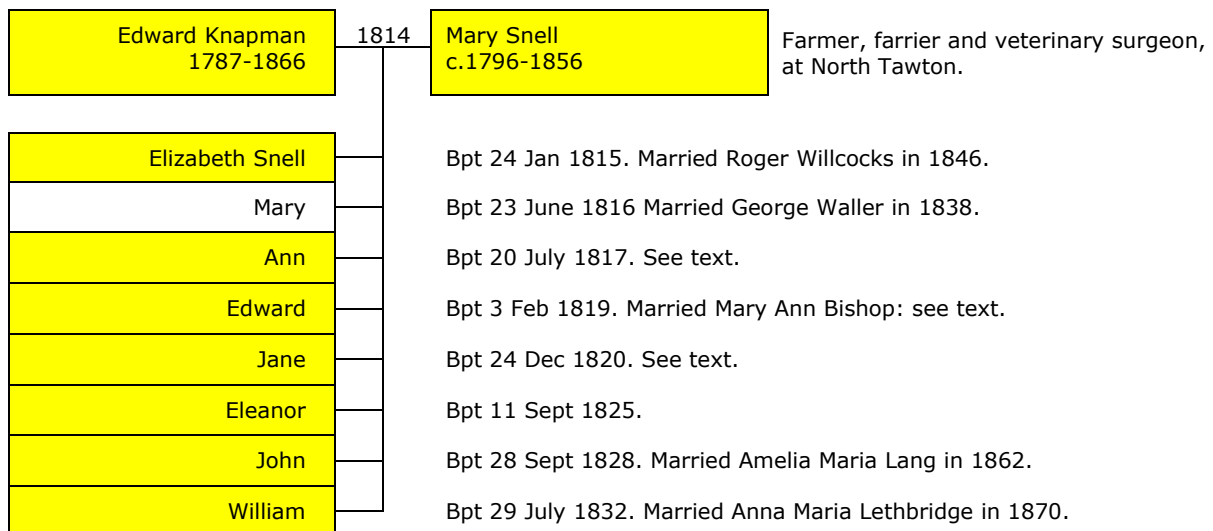 Edward Knapman
1787-1866
1814
Mary Snell
c.1796-1856
Farmer, farrier and veterinary surgeon,
at North Tawton.
Elizabeth Snell
Bpt 24 Jan 1815. Married Roger Willcocks in 1846.
Mary
Bpt 23 June 1816 Married George Waller in 1838.
Ann
Bpt 20 July 1817. See text.
Edward
Bpt 3 Feb 1819. Married Mary Ann Bishop: see text.
Jane
Bpt 24 Dec 1820. See text.
Eleanor
Bpt 11 Sept 1825.
John
Bpt 28 Sept 1828. Married Amelia Maria Lang in 1862.
William
Bpt 29 July 1832. Married Anna Maria Lethbridge in 1870.